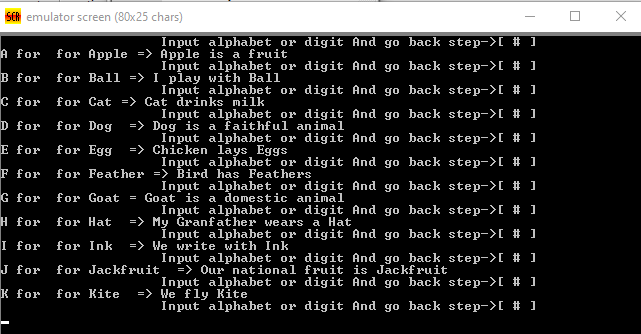 SCR emulator screen (80x25 chars)
Input alphabet or digit And go back step->[ # ]
A for  for Apple => Apple is a fruit
Input alphabet or digit And go back step->[ # ]
B for  for Ball => I play with Ball
Input alphabet or digit And go back step->[ # ]
C for  for Cat => Cat drinks milk
Input alphabet or digit And go back step->[ # ]
D for  for Dog  => Dog is a faithful animal
Input alphabet or digit And go back step->[ # ]
E for  for Egg  => Chicken lays Eggs
Input alphabet or digit And go back step->[ # ]
F for  for Feather => Bird has Feathers
Input alphabet or digit And go back step->[ # ]
G for  for Goat = Goat is a domestic animal
Input alphabet or digit And go back step->[ # ]
H for  for Hat  => My Granfather wears a Hat
Input alphabet or digit And go back step->[ # ]
I for  for Ink  => We write with Ink
Input alphabet or digit And go back step->[ # ]
J for  for Jackfruit  => Our national fruit is Jackfruit
Input alphabet or digit And go back step->[ # ]
K for  for Kite  => We fly Kite
Input alphabet or digit And go back step->[ # ]